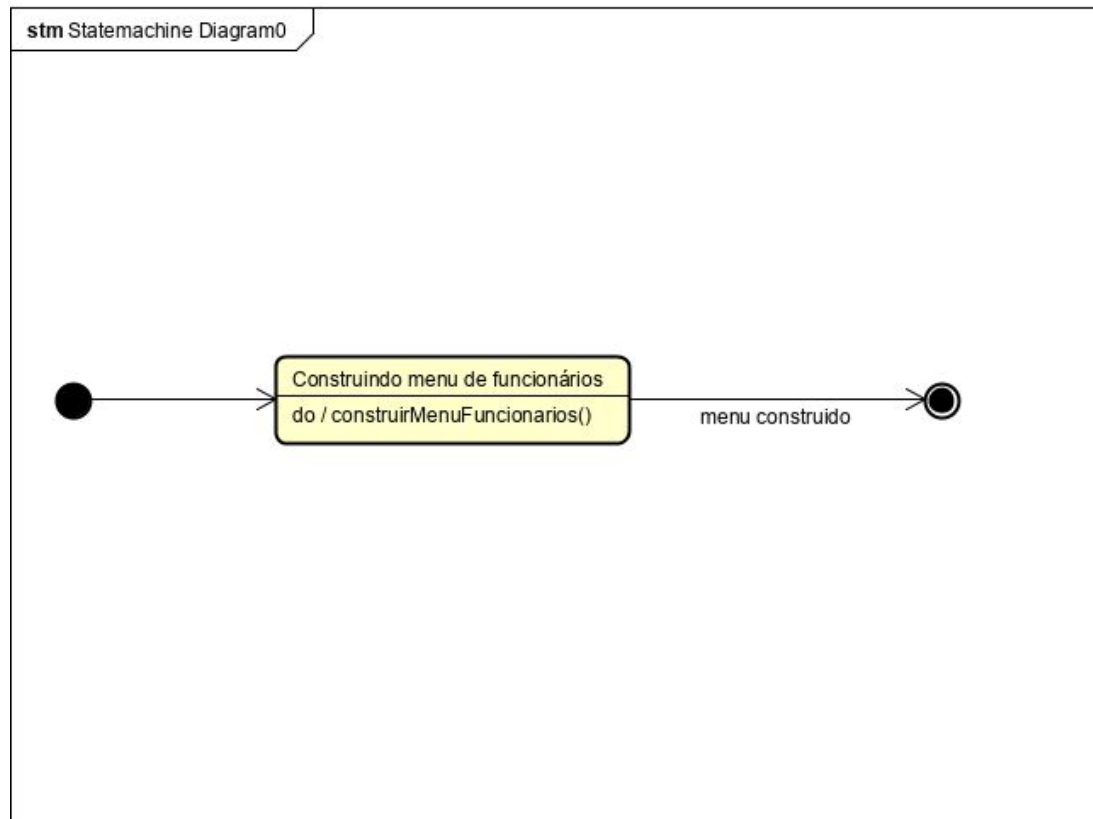 stm Statemachine Diagram0
Construindo menu de funcionários
do / construirMenuFuncionarios()
menu construido